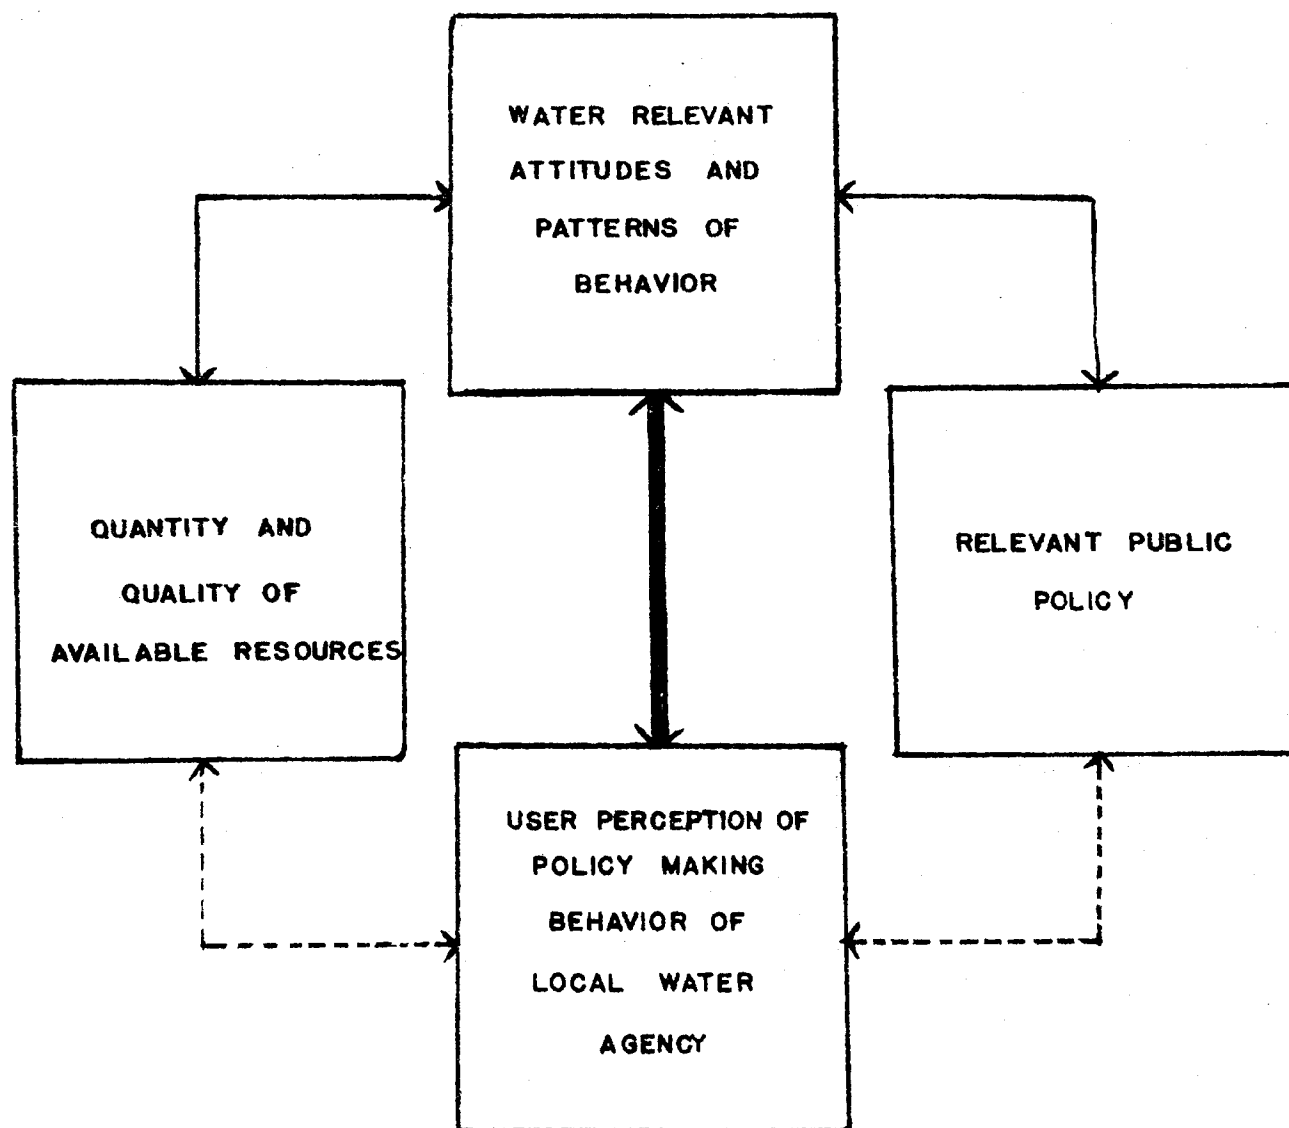 WATER RELEVANT
ATTITUDES AND
PATTERNS OF
BEHAVIOR
QUANTITY AND
QUALITY OF
AVAILABLE RESOURCES
RELEVANT PUBLIC
POLICY
USER PERCEPTION OF
POLICY MAKING
BEHAVIOR OF
LOCAL WATER
AGENCY